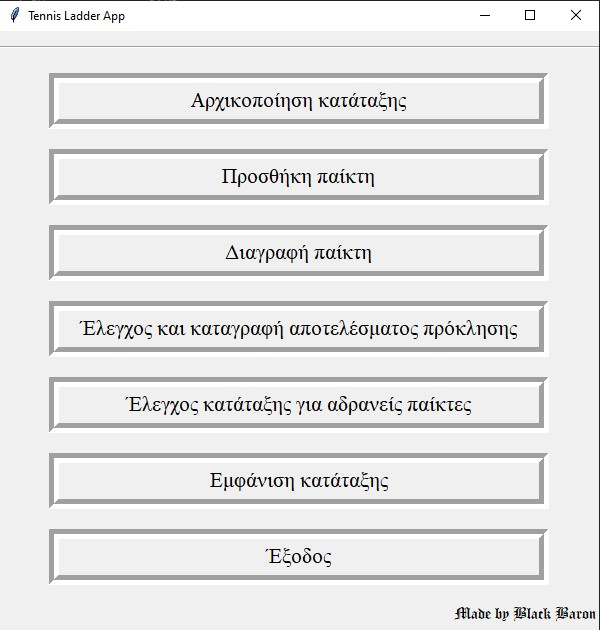 Tennis Ladder App
Αρχικοποίηση κατάταξης
Προσθήκη παίκτη
Διαγραφή παίκτη
Έλεγχος και καταγραφή αποτελέσματος πρόκλησης
Έλεγχος κατάταξης για αδρανείς παίκτες
Εμφάνιση κατάταξης
Έξοδος
Made by Black Baron